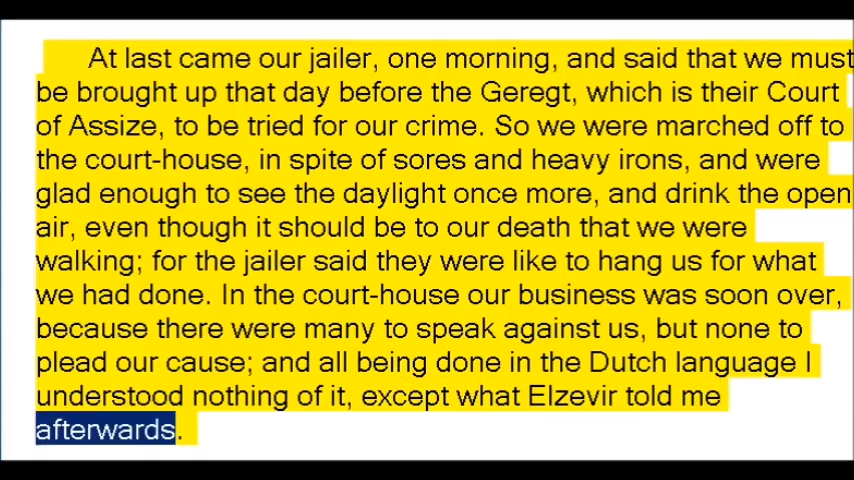 At last came our jailer, one morning, and said that we must
be brought up that day before the Geregt, which is their Court
of Assize, to be tried for our crime. So we were marched off to
the court-house, in spite of sores and heavy irons, and were
glad enough to see the daylight once more, and drink the open
air, even though it should be to our death that we were
walking; for the jailer said they were like to hang us for what
we had done. In the court-house our business was soon over,
because there were many to speak against us, but none to
plead our cause; and all being done in the Dutch language I
understood nothing of it, except what Elzevir told me
afterwards.